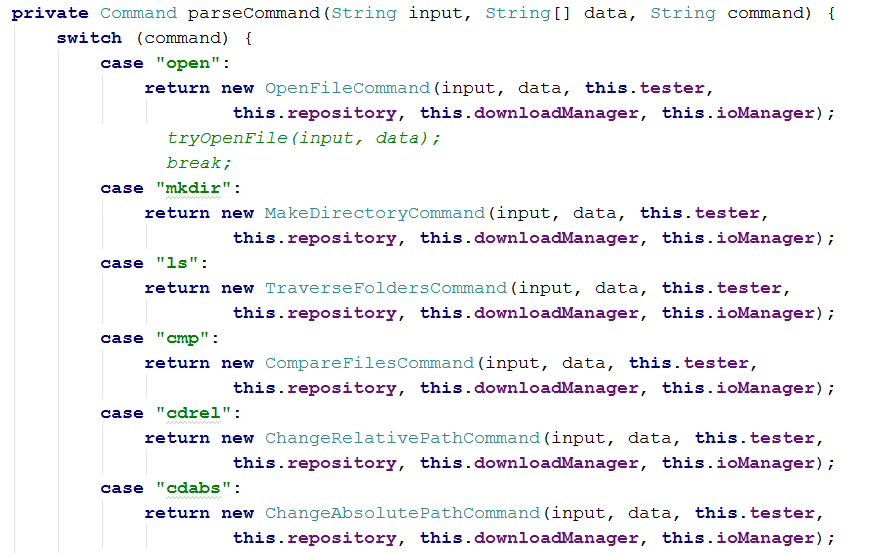 private Command parseCommand(String input, String[] data, String command) {
    switch (command) {
        case "open":
            return new OpenFileCommand(input, data, this.tester,
                    this.repository, this.downloadManager, this.ioManager);
              tryOpenFile(input, data);
              break;
        case "mkdir":
            return new MakeDirectoryCommand(input, data, this.tester,
                    this.repository, this.downloadManager, this.ioManager);
        case "ls":
            return new TraverseFoldersCommand(input, data, this.tester,
                    this.repository, this.downloadManager, this.ioManager);
        case "cmp":
            return new CompareFilesCommand(input, data, this.tester,
                    this.repository, this.downloadManager, this.ioManager);
        case "cdrel":
            return new ChangeRelativePathCommand(input, data, this.tester,
                    this.repository, this.downloadManager, this.ioManager);
        case "cdabs":
            return new ChangeAbsolutePathCommand(input, data, this.tester,
                    this.repository, this.downloadManager, this.ioManager);